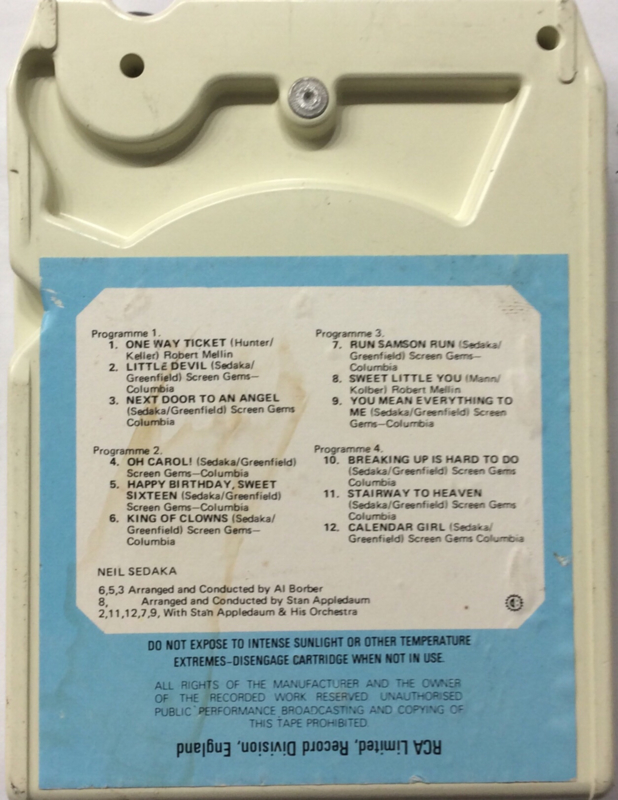 Programme 1.
1. ONE WAY TICKET (Hunter/
Keller) Robert Mellin
2. LITTLE DEVIL (Sedaka/
Greenfield) Screen Gems—
Columbia
3. NEXT DOOR TO AN ANGEL
(Sedaka/Greenfield) Screen Gems
Columbia
Programme 2.
4. OH CAROL! (Sedaka/Greenfield)
Screen Gems—Columbia
5. HAPPY BIRTHDAY, SWEET
SIXTEEN (Sedaka/Greenfield)
Screen Gems—Columbia
6. KING OF CLOWNS (Sedaka/
Greenfield) Screen Gems—
Columbia
Programme 3.
7. RUN SAMSON RUN (Sedaka/
Greenfield) Screen Gems—
Columbia
8. SWEET LITTLE YOU (Mann/
Kolber) Robert Mellin
9. YOU MEAN EVERYTHING TO
ME (Sedaka/Greenfield) Screen
Gems—Columbia
Programme 4.
10. BREAKING UP IS HARD TO DO
(Sedaka/Greenfield) Screen Gems
Columbia
11. STAIRWAY TO HEAVEN
(Sedaka/Greenfield) Screen Gems
Columbia
12. CALENDAR GIRL (Sedaka/
Greenfield) Screen Gems Columbia
NEIL SEDAKA
6,5,3 Arranged and Conducted by Al Borber
8, Arranged and Conducted by Stan Appledaum
2,11,12,7,9, With Stan Appledaum & His Orchestra
DO NOT EXPOSE TO INTENSE SUNLIGHT OR OTHER TEMPERATURE
EXTREMES-DISENGAGE CARTRIDGE WHEN NOT IN USE.
ALL RIGHTS OF THE MANUFACTURER AND THE OWNER
OF THE RECORDED WORK RESERVED. UNAUTHORISED
PUBLIC PERFORMANCE BROADCASTING AND COPYING OF
THIS TAPE PROHIBITED.
RCA Limited, Record Division, England